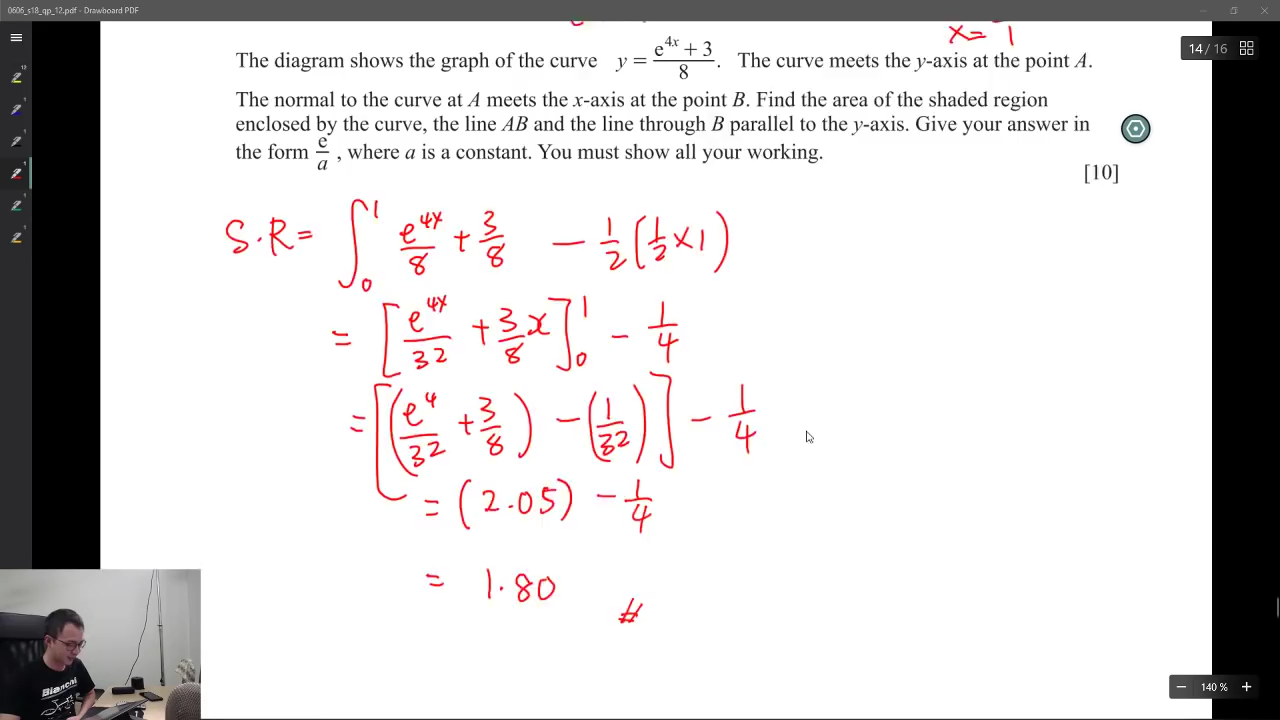 0606_s18_qp_12.pdf - Drawboard PDF
x = 1
14 / 16
The diagram shows the graph of the curve y = (e^{4x} + 3)/8. The curve meets the y-axis at the point A.
The normal to the curve at A meets the x-axis at the point B. Find the area of the shaded region
enclosed by the curve, the line AB and the line through B parallel to the y-axis. Give your answer in
the form e/a , where a is a constant. You must show all your working.
[10]
S.R = ∫_0^1 e^{4x}/8 + 3/8 - 1/2 (1/2 × 1)
= [e^{4x}/32 + 3/8 x]_0^1 - 1/4
= [(e^4/32 + 3/8) - (1/32)] - 1/4
= (2.05) - 1/4
= 1.80 #
Bianchi
140 %